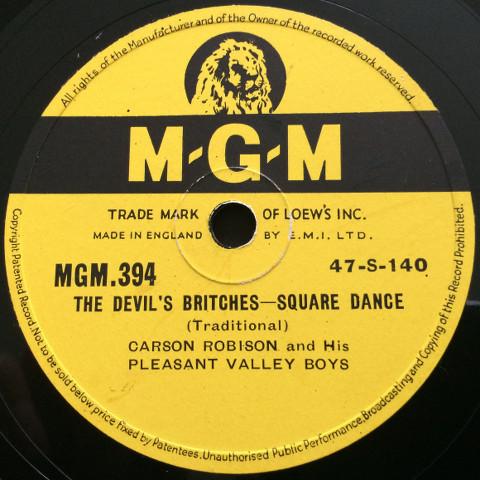 All rights of the Manufacturer and of the Owner of the recorded work reserved.
M-G-M
TRADE MARK OF LOEW'S INC.
MADE IN ENGLAND BY E.M.I. LTD.
MGM.394 47-S-140
THE DEVIL'S BRITCHES—SQUARE DANCE
(Traditional)
CARSON ROBISON and His
PLEASANT VALLEY BOYS
Copyright. Patented. Not to be sold below price fixed by Patentees. Unauthorised Public Performance, Broadcasting and Copying of this Record Prohibited.